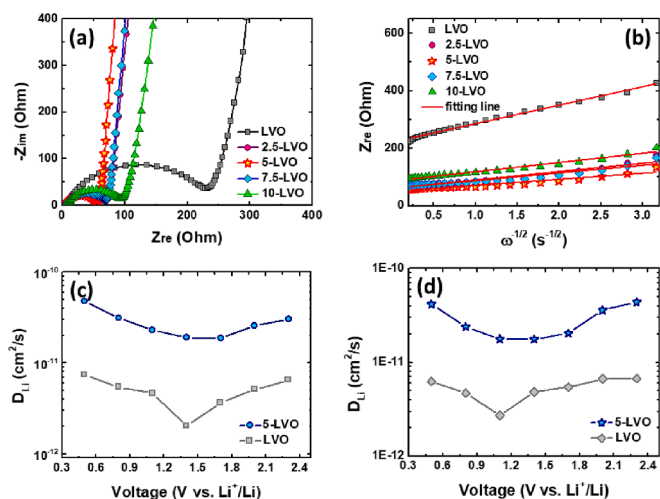 (a)
400
300
200
100
0
-Zim (Ohm)
LVO
2.5-LVO
5-LVO
7.5-LVO
10-LVO
0 100 200 300 400
Zre (Ohm)
(b)
600
400
200
0
Zre (Ohm)
LVO
2.5-LVO
5-LVO
7.5-LVO
10-LVO
fitting line
0.5 1.0 1.5 2.0 2.5 3.0
ω-1/2 (s-1/2)
(c)
10-10
10-11
10-12
DLi (cm2/s)
5-LVO
LVO
0.3 0.6 0.9 1.2 1.5 1.8 2.1 2.4
Voltage (V vs. Li+/Li)
(d)
1E-10
1E-11
1E-12
DLi (cm2/s)
5-LVO
LVO
0.3 0.6 0.9 1.2 1.5 1.8 2.1 2.4
Voltage (V vs. Li+/Li)